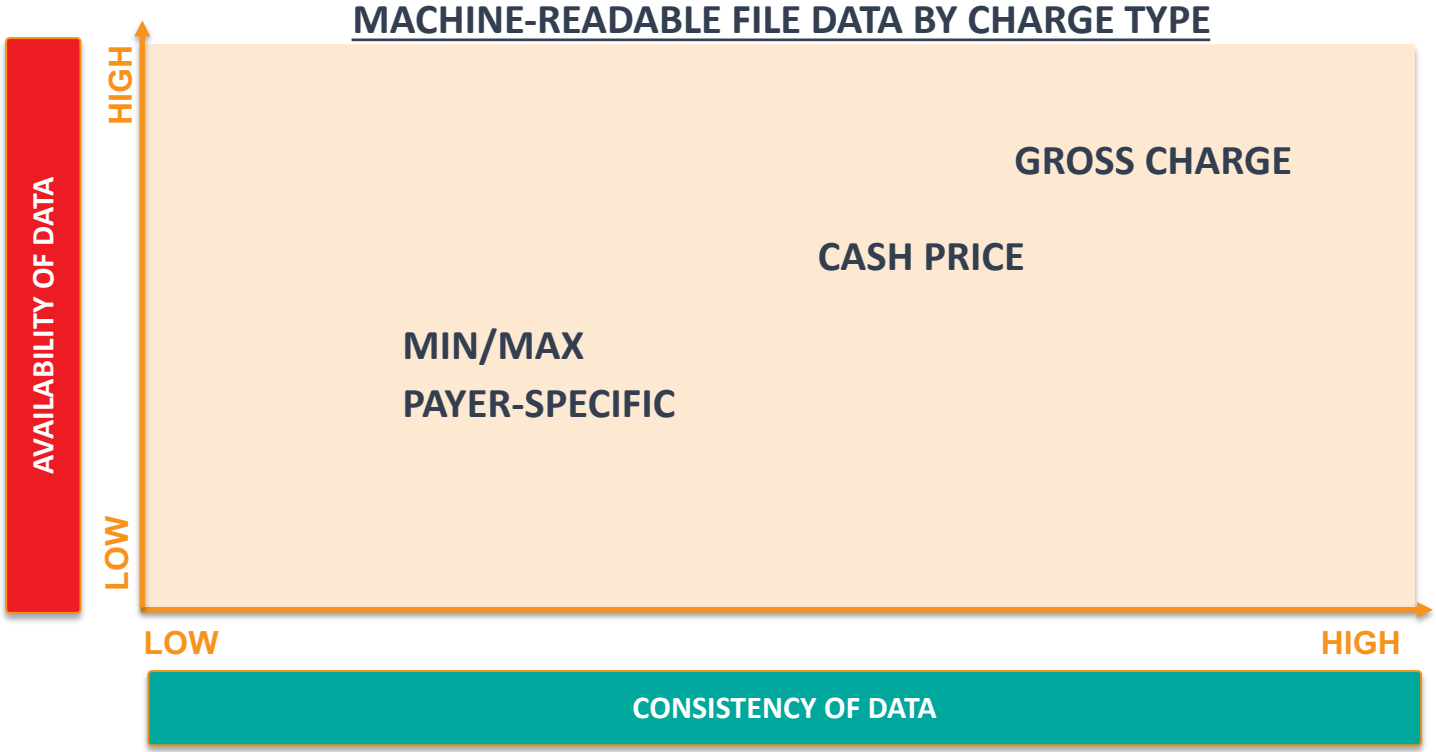 MACHINE-READABLE FILE DATA BY CHARGE TYPE
HIGH
AVAILABILITY OF DATA
LOW
GROSS CHARGE
CASH PRICE
MIN/MAX
PAYER-SPECIFIC
LOW
HIGH
CONSISTENCY OF DATA